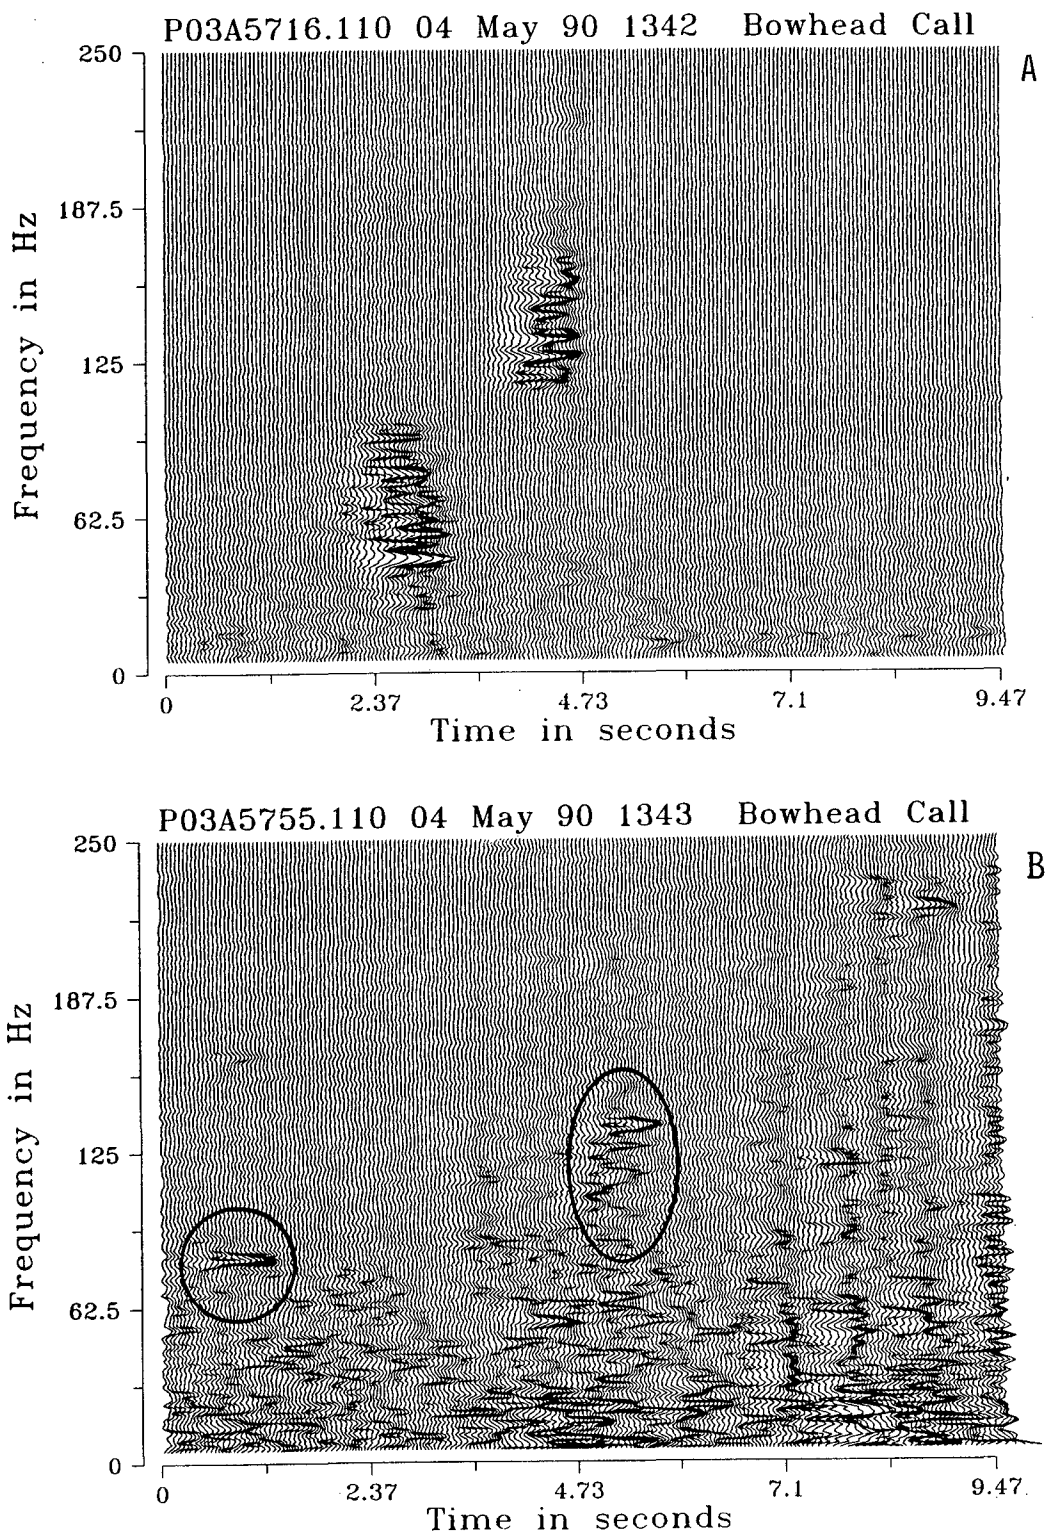 P03A5716.110 04 May 90 1342 Bowhead Call
A
250
187.5
125
62.5
0
Frequency in Hz
0 2.37 4.73 7.1 9.47
Time in seconds
P03A5755.110 04 May 90 1343 Bowhead Call
B
250
187.5
125
62.5
0
Frequency in Hz
0 2.37 4.73 7.1 9.47
Time in seconds